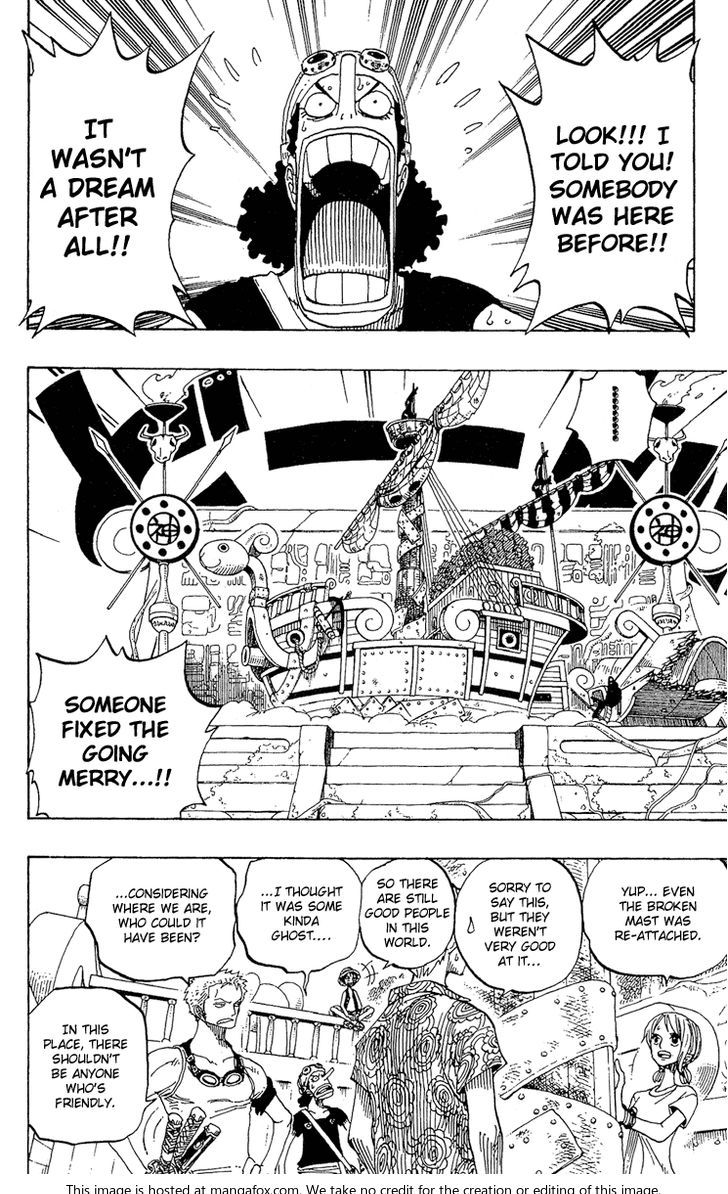 LOOK!!! I
TOLD YOU!
SOMEBODY
WAS HERE
BEFORE!!
IT
WASN'T
A DREAM
AFTER
ALL!!
SOMEONE
FIXED THE
GOING
MERRY...!!
YUP... EVEN
THE BROKEN
MAST WAS
RE-ATTACHED.
SORRY TO
SAY THIS,
BUT THEY
WEREN'T
VERY GOOD
AT IT...
SO THERE
ARE STILL
GOOD PEOPLE
IN THIS
WORLD.
...I THOUGHT
IT WAS SOME
KINDA
GHOST....
...CONSIDERING
WHERE WE ARE,
WHO COULD IT
HAVE BEEN?
IN THIS
PLACE, THERE
SHOULDN'T
BE ANYONE
WHO'S
FRIENDLY.
This image is hosted at mangafox.com. We take no credit for the creation or editing of this image.